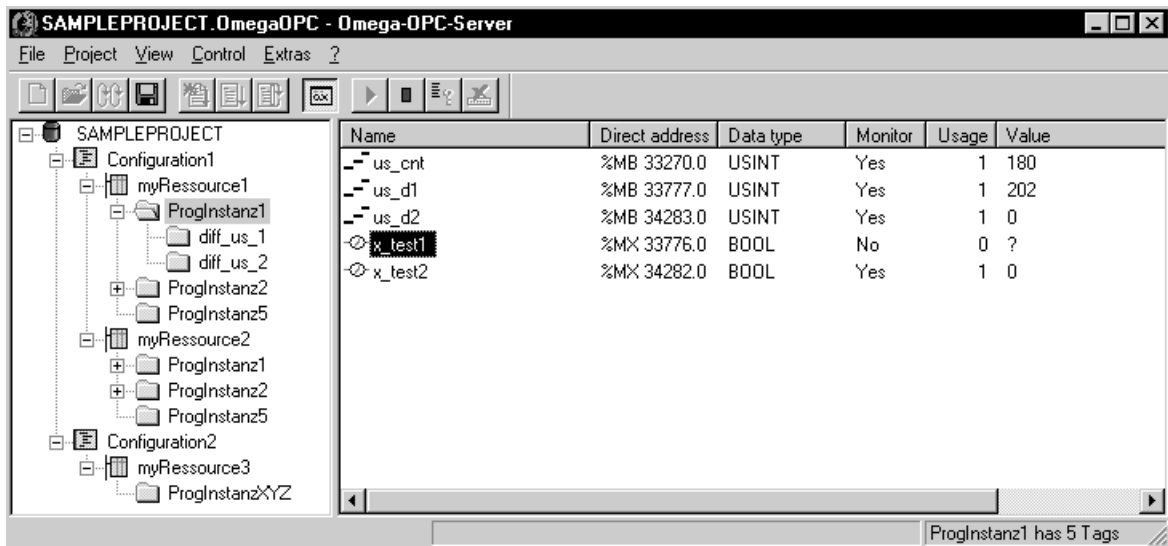 SAMPLEPROJECT.OmegaOPC - Omega-OPC-Server
File Project View Control Extras ?
SAMPLEPROJECT
Configuration1
myRessource1
ProgInstanz1
diff_us_1
diff_us_2
ProgInstanz2
ProgInstanz5
myRessource2
ProgInstanz1
ProgInstanz2
ProgInstanz5
Configuration2
myRessource3
ProgInstanzXYZ
Name Direct address Data type Monitor Usage Value
us_cnt %MB 33270.0 USINT Yes 1 180
us_d1 %MB 33777.0 USINT Yes 1 202
us_d2 %MB 34283.0 USINT Yes 1 0
x_test1 %MX 33776.0 BOOL No 0 ?
x_test2 %MX 34282.0 BOOL Yes 1 0
ProgInstanz1 has 5 Tags